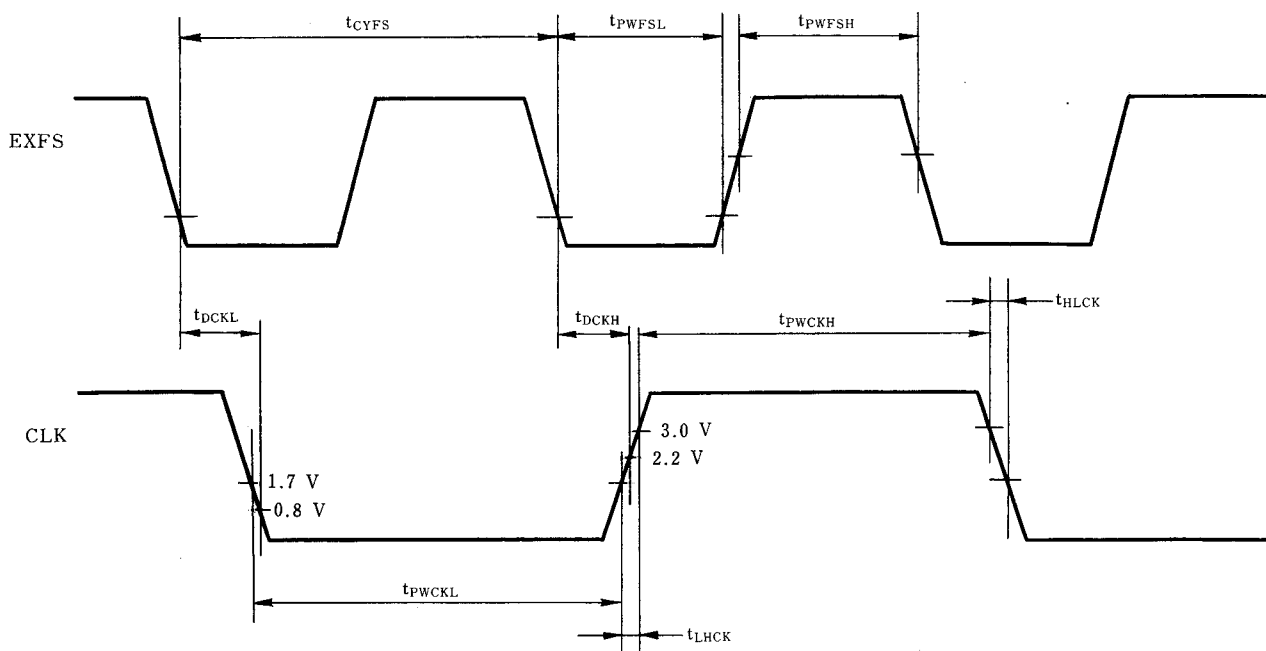 tCYFS
tPWFSL
tPWFSH
EXFS
tDCKL
tDCKH
tPWCKH
tHLCK
CLK
3.0 V
2.2 V
1.7 V
0.8 V
tPWCKL
tLHCK